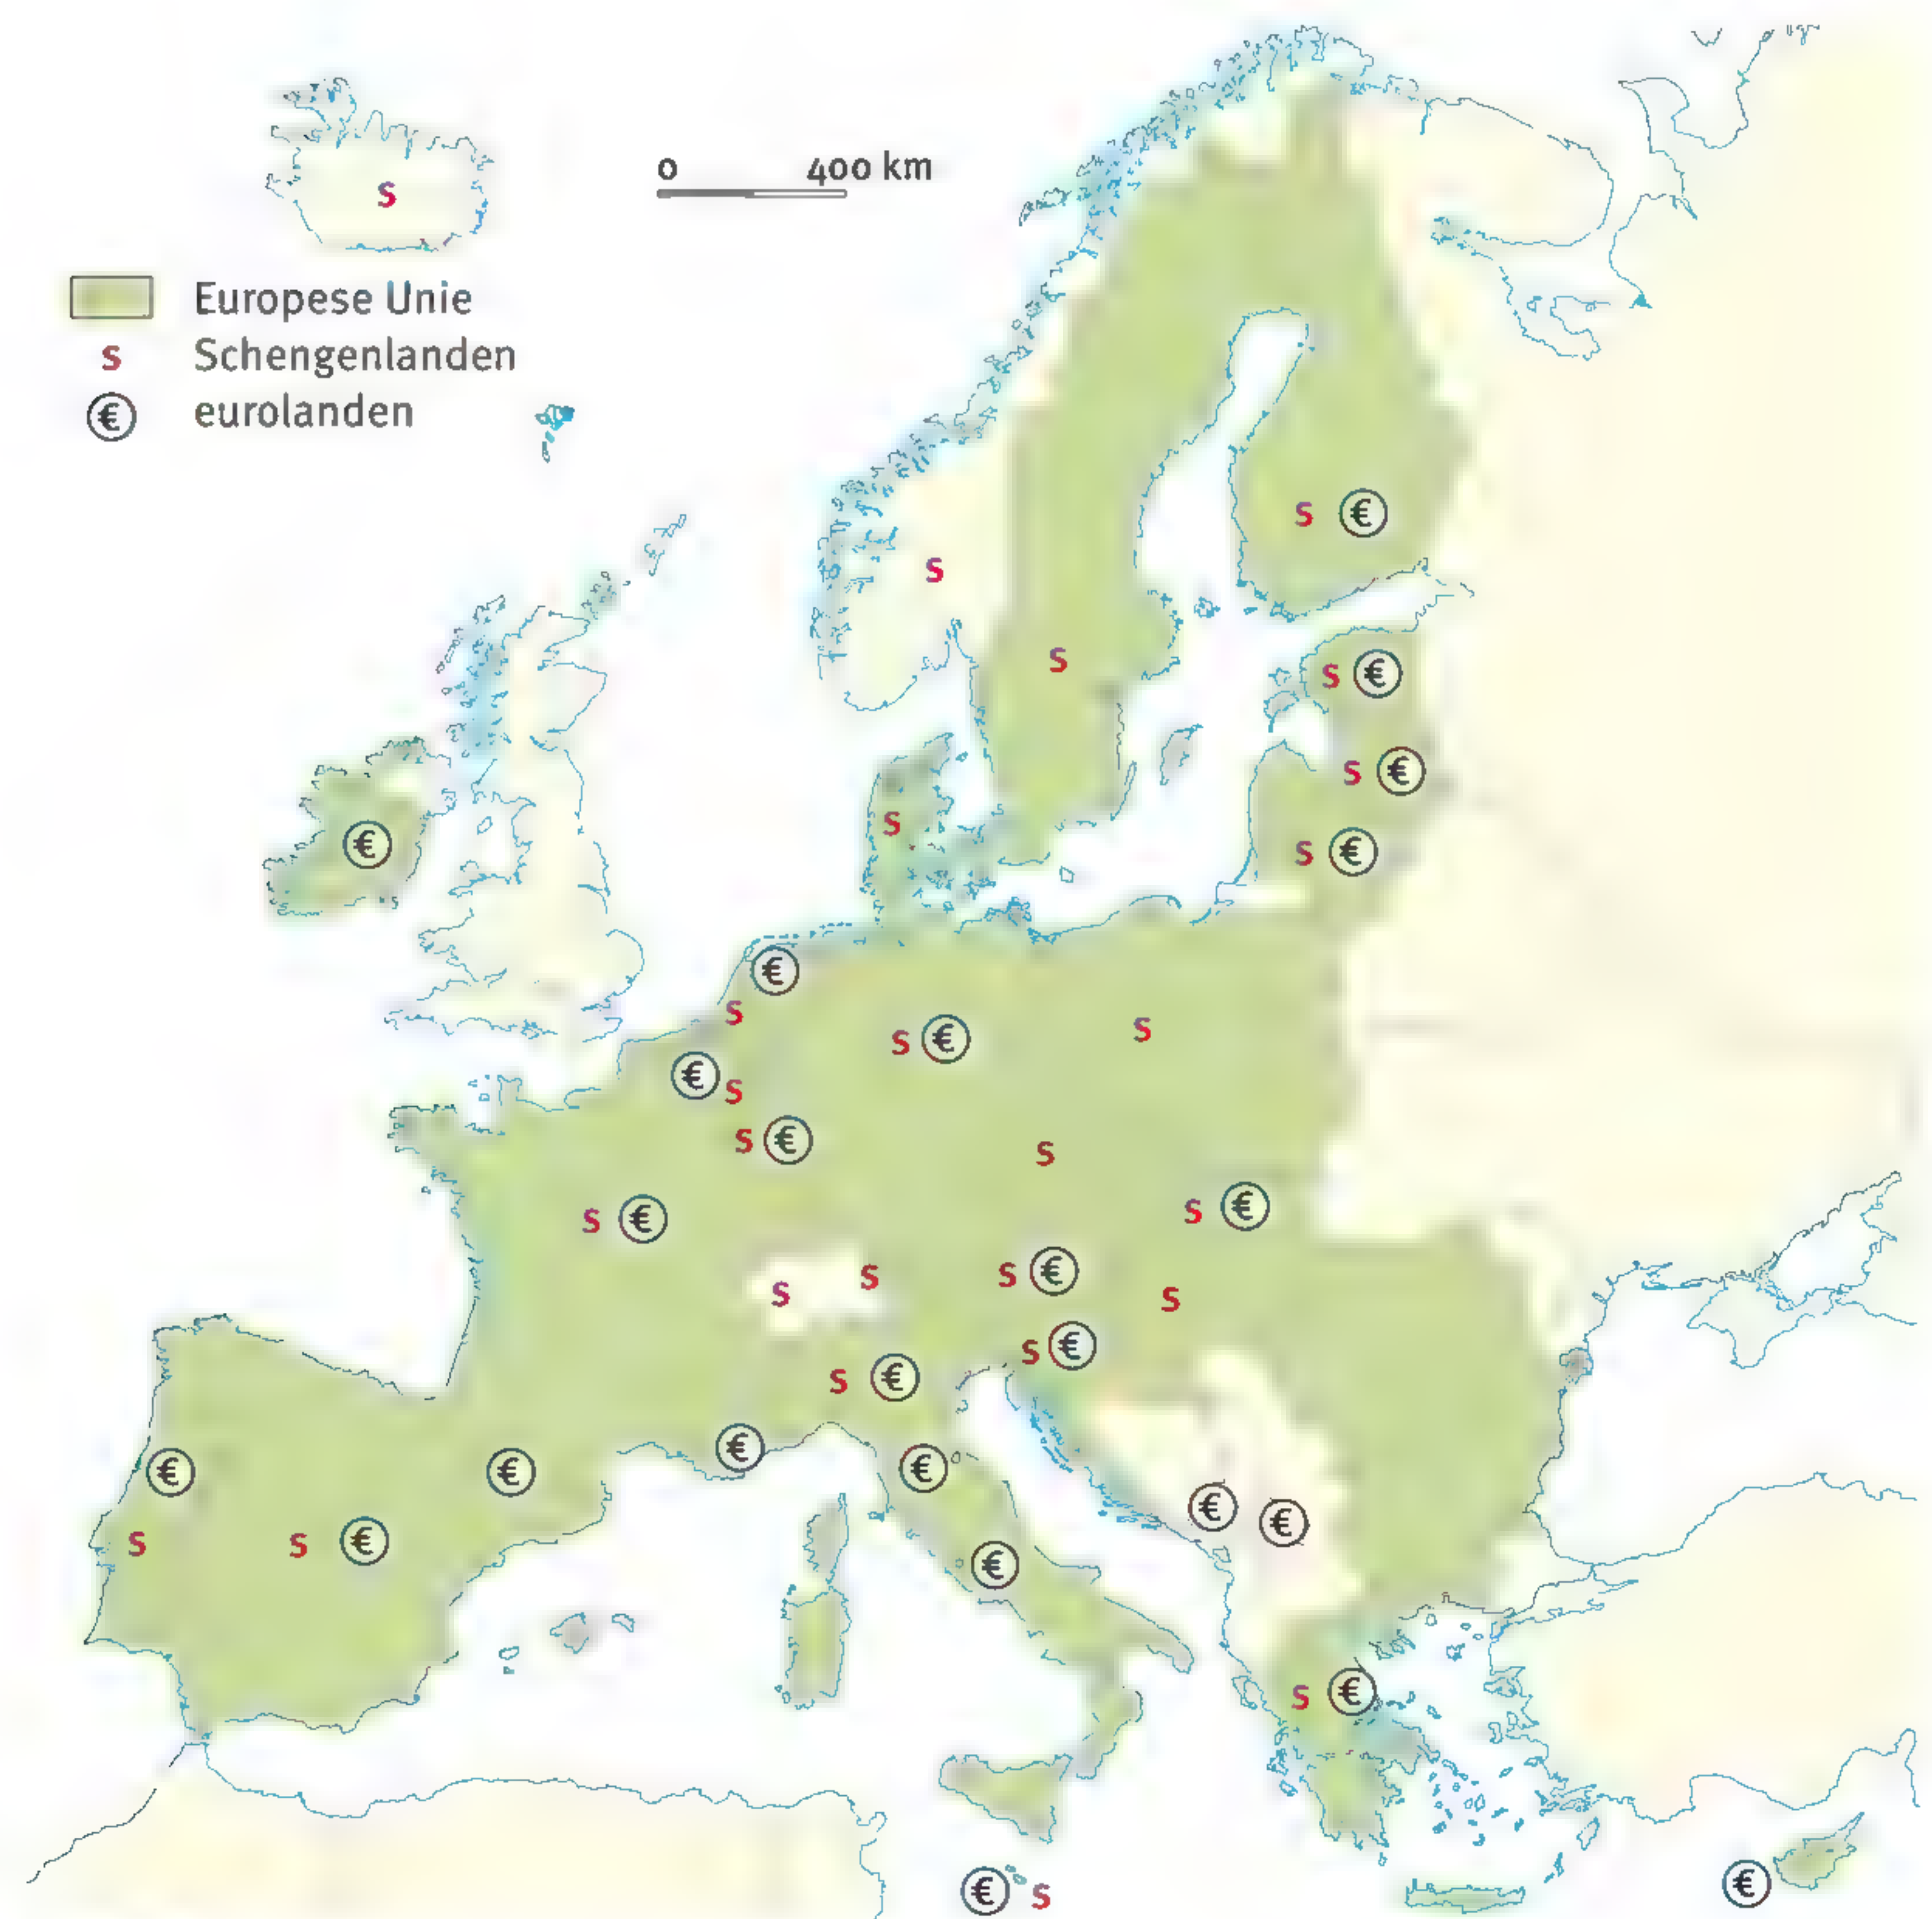 0 400 km
S
Europese Unie
S Schengenlanden
€ eurolanden
S €
S
S
S €
S €
S
€
S €
€
S
S €
S
€ S
S €
S
S €
S €
S
S €
S
S
S €
S €
€
€
€
€
€
€
S
S €
€
S €
€ S
€